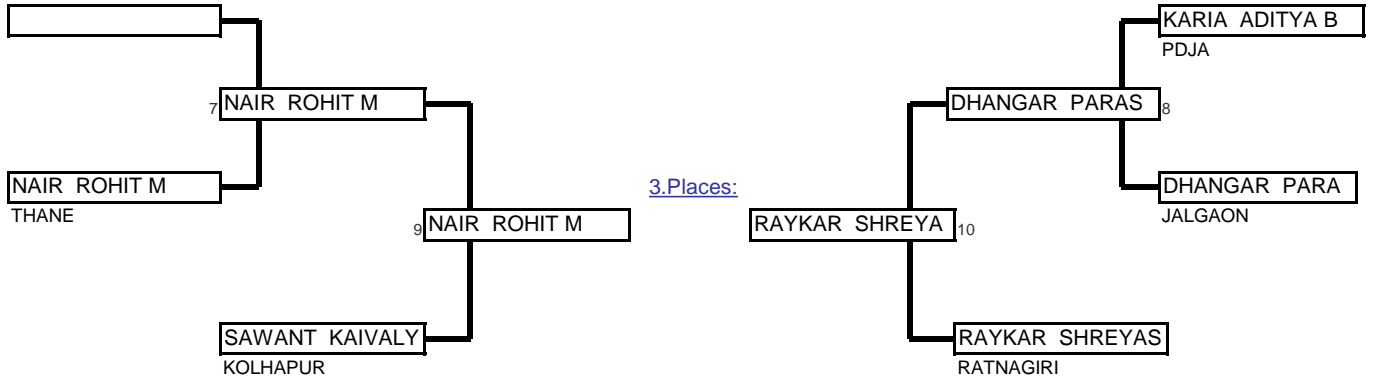 KARIA ADITYA B
PDJA
7 NAIR ROHIT M
DHANGAR PARAS 8
NAIR ROHIT M
THANE
3.Places:
DHANGAR PARA
JALGAON
9 NAIR ROHIT M
RAYKAR SHREYA 10
SAWANT KAIVALY
KOLHAPUR
RAYKAR SHREYAS
RATNAGIRI